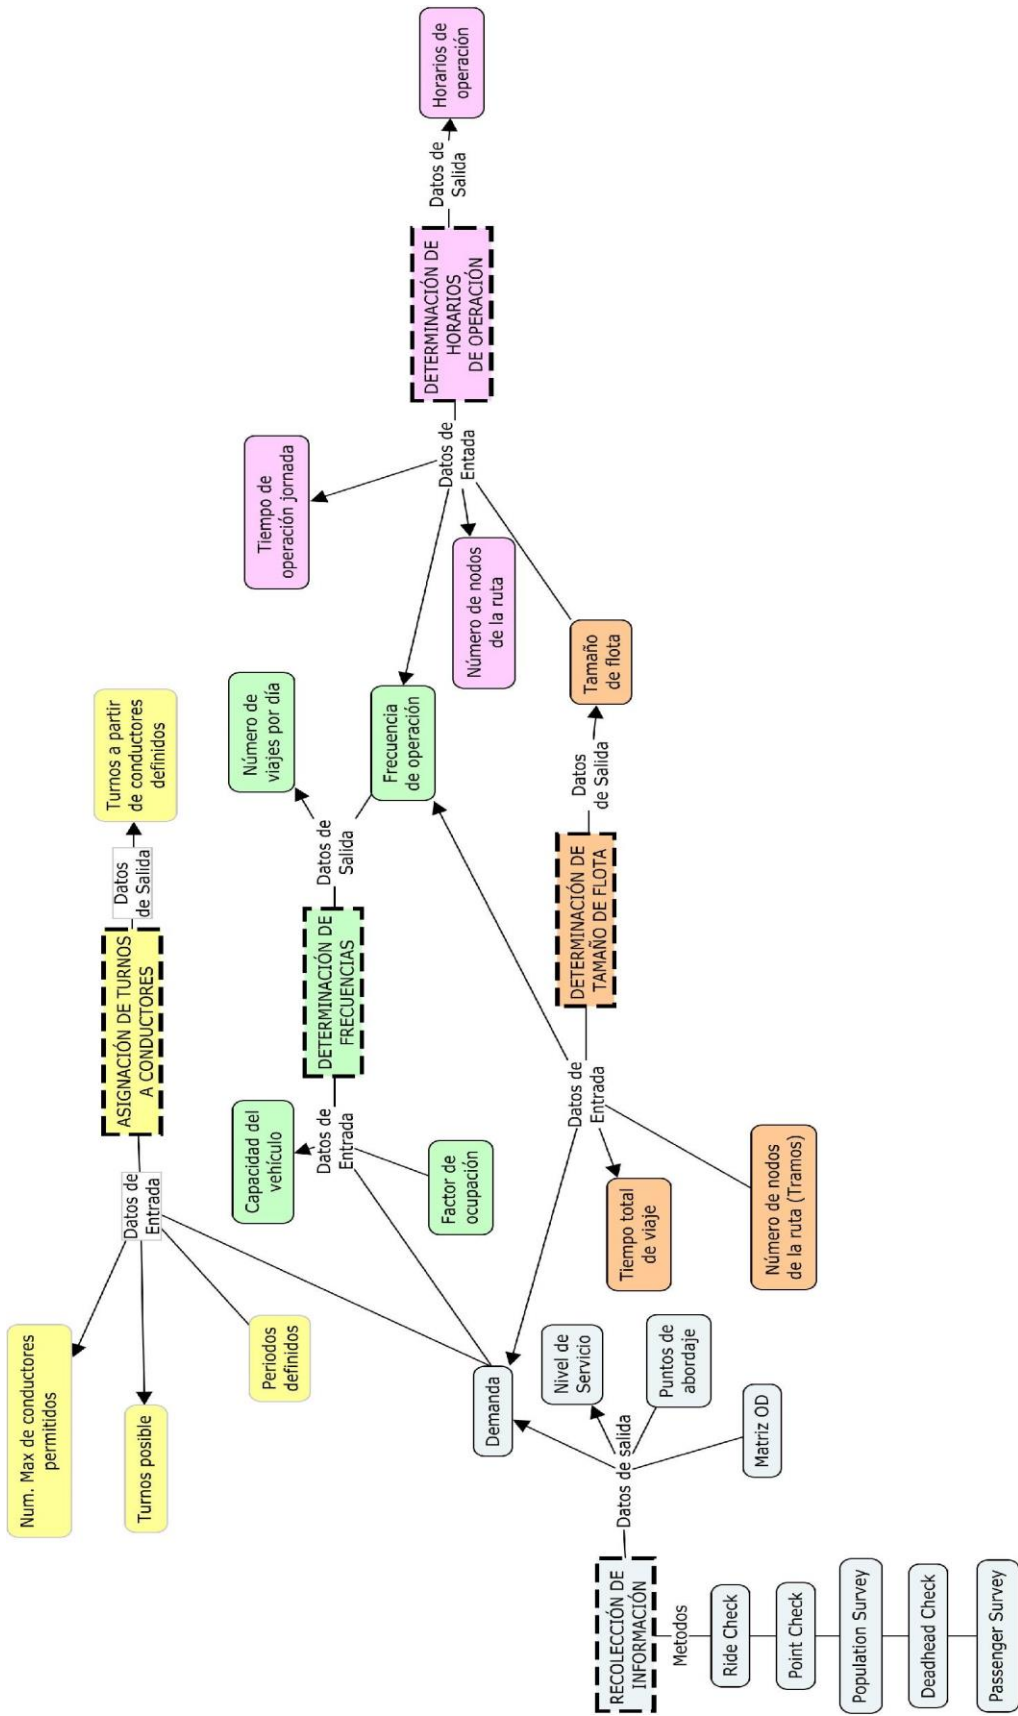 Num. Max de conductores
permitidos
Turnos posible
Periodos
definidos
Datos de
Entrada
ASIGNACIÓN DE TURNOS
A CONDUCTORES
Datos
de Salida
Turnos a partir
de conductores
definidos
Capacidad del
vehículo
Factor de
ocupación
Datos de
Entrada
DETERMINACIÓN DE
FRECUENCIAS
Datos de
Salida
Número de
viajes por día
Frecuencia
de operación
Tiempo de
operación jornada
Número de nodos
de la ruta
Datos de
Entada
DETERMINACIÓN DE
HORARIOS
DE OPERACIÓN
Datos de
Salida
Horarios de
operación
Demanda
Nivel de
Servicio
Puntos de
abordaje
Matriz OD
Datos de salida
RECOLECCIÓN DE
INFORMACIÓN
Metodos
Ride Check
Point Check
Population Survey
Deadhead Check
Passenger Survey
Tiempo total
de viaje
Número de nodos
de la ruta (Tramos)
Datos de
Entrada
DETERMINACIÓN DE
TAMAÑO DE FLOTA
Datos
de Salida
Tamaño
de flota